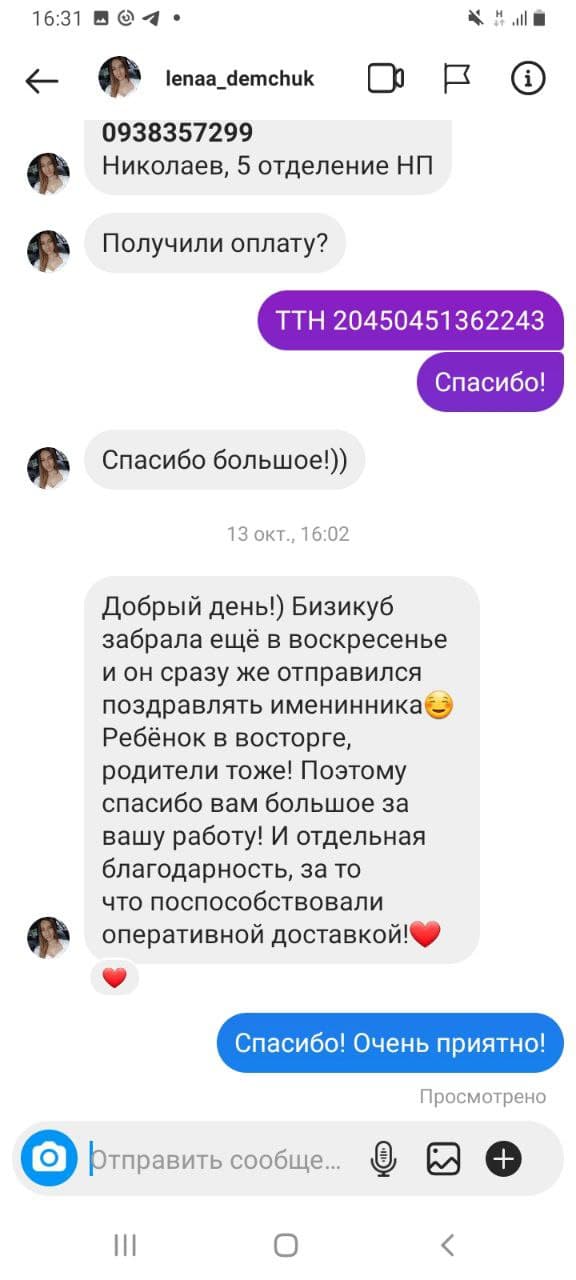 16:31
lenaa_demchuk
0938357299
Николаев, 5 отделение НП
Получили оплату?
ТТН 20450451362243
Спасибо!
Спасибо большое!))
13 окт., 16:02
Добрый день!) Бизикуб
забрала ещё в воскресенье
и он сразу же отправился
поздравлять именинника☺️
Ребёнок в восторге,
родители тоже! Поэтому
спасибо вам большое за
вашу работу! И отдельная
благодарность, за то
что поспособствовали
оперативной доставкой!❤️
❤️
Спасибо! Очень приятно!
Просмотрено
Отправить сообще...